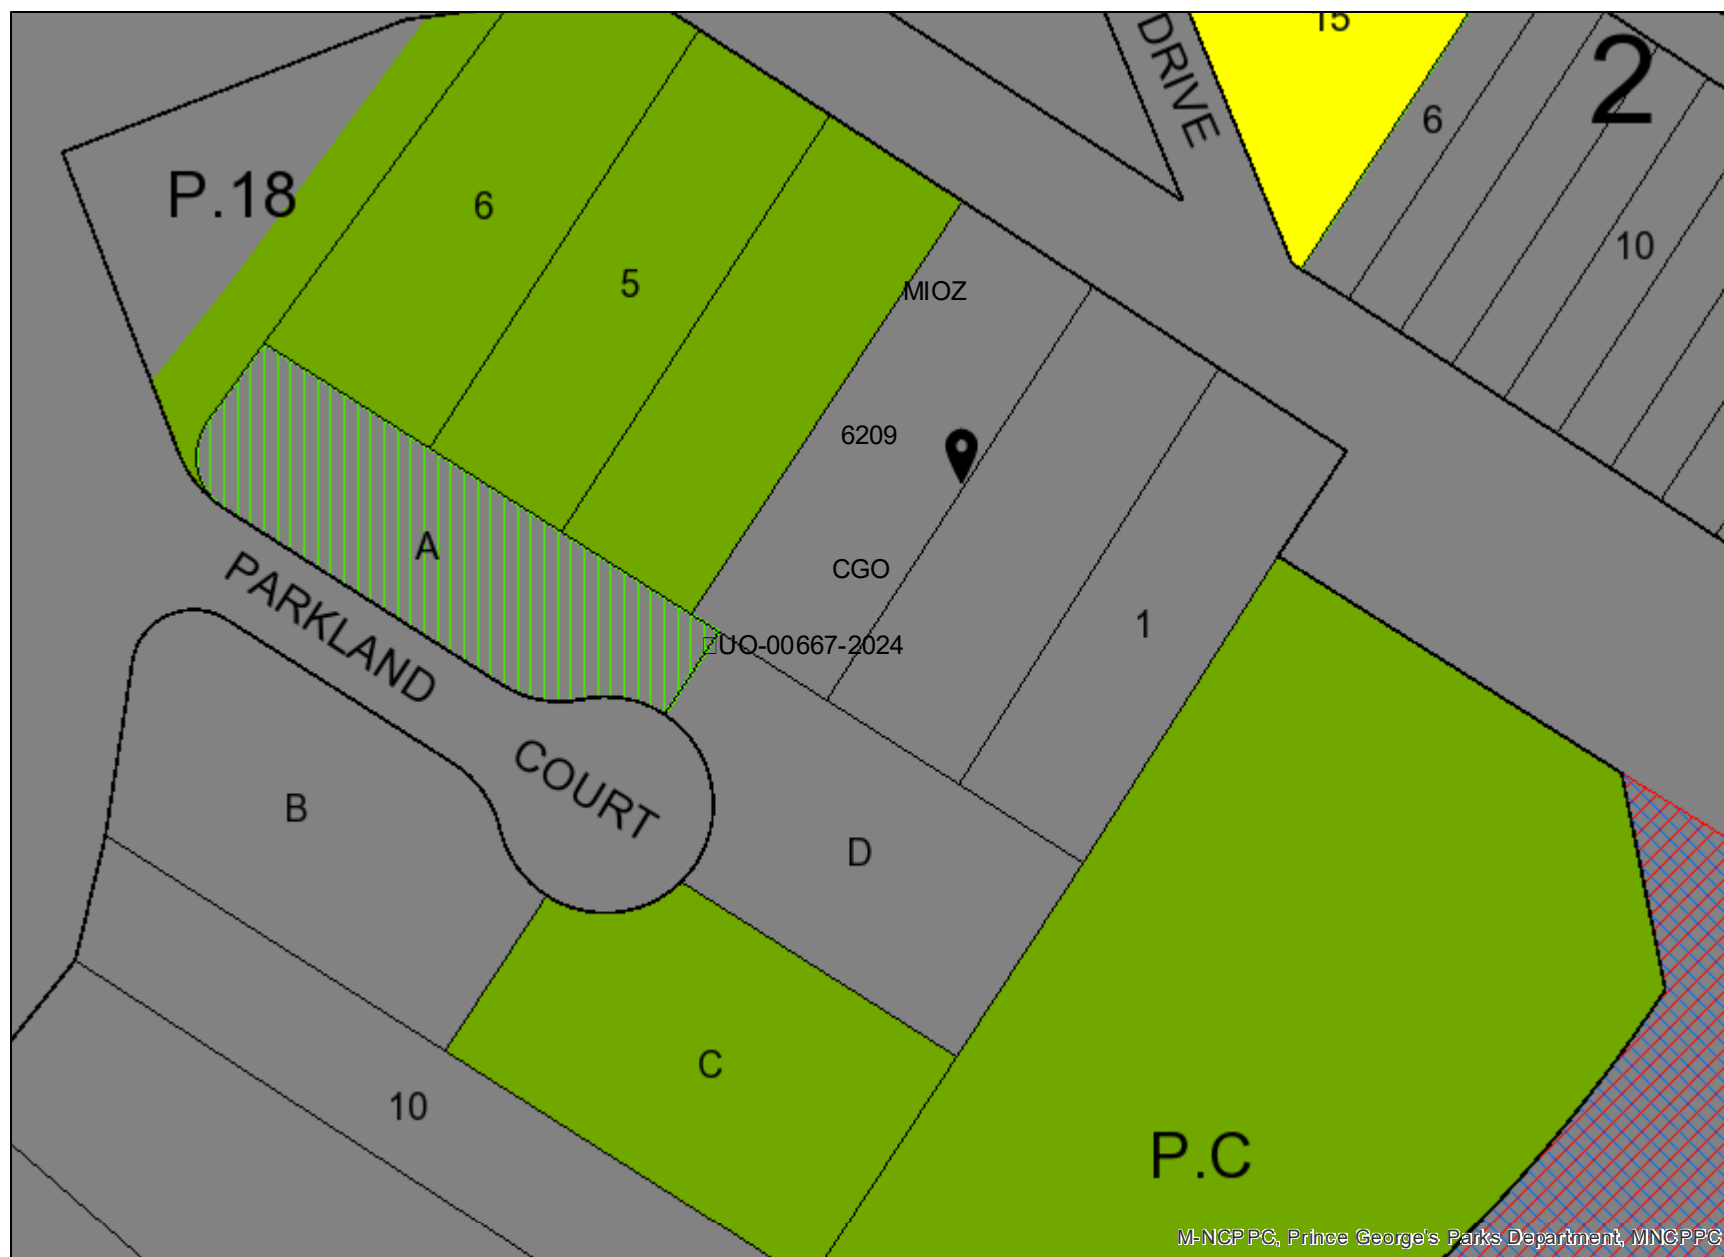 15
DRIVE
2
6
P.18
6
10
5
MIOZ
6209
A
CGO
1
UO-00667-2024
PARKLAND
COURT
B
D
C
10
P.C
M-NCPPC, Prince George's Parks Department, MNCPPC